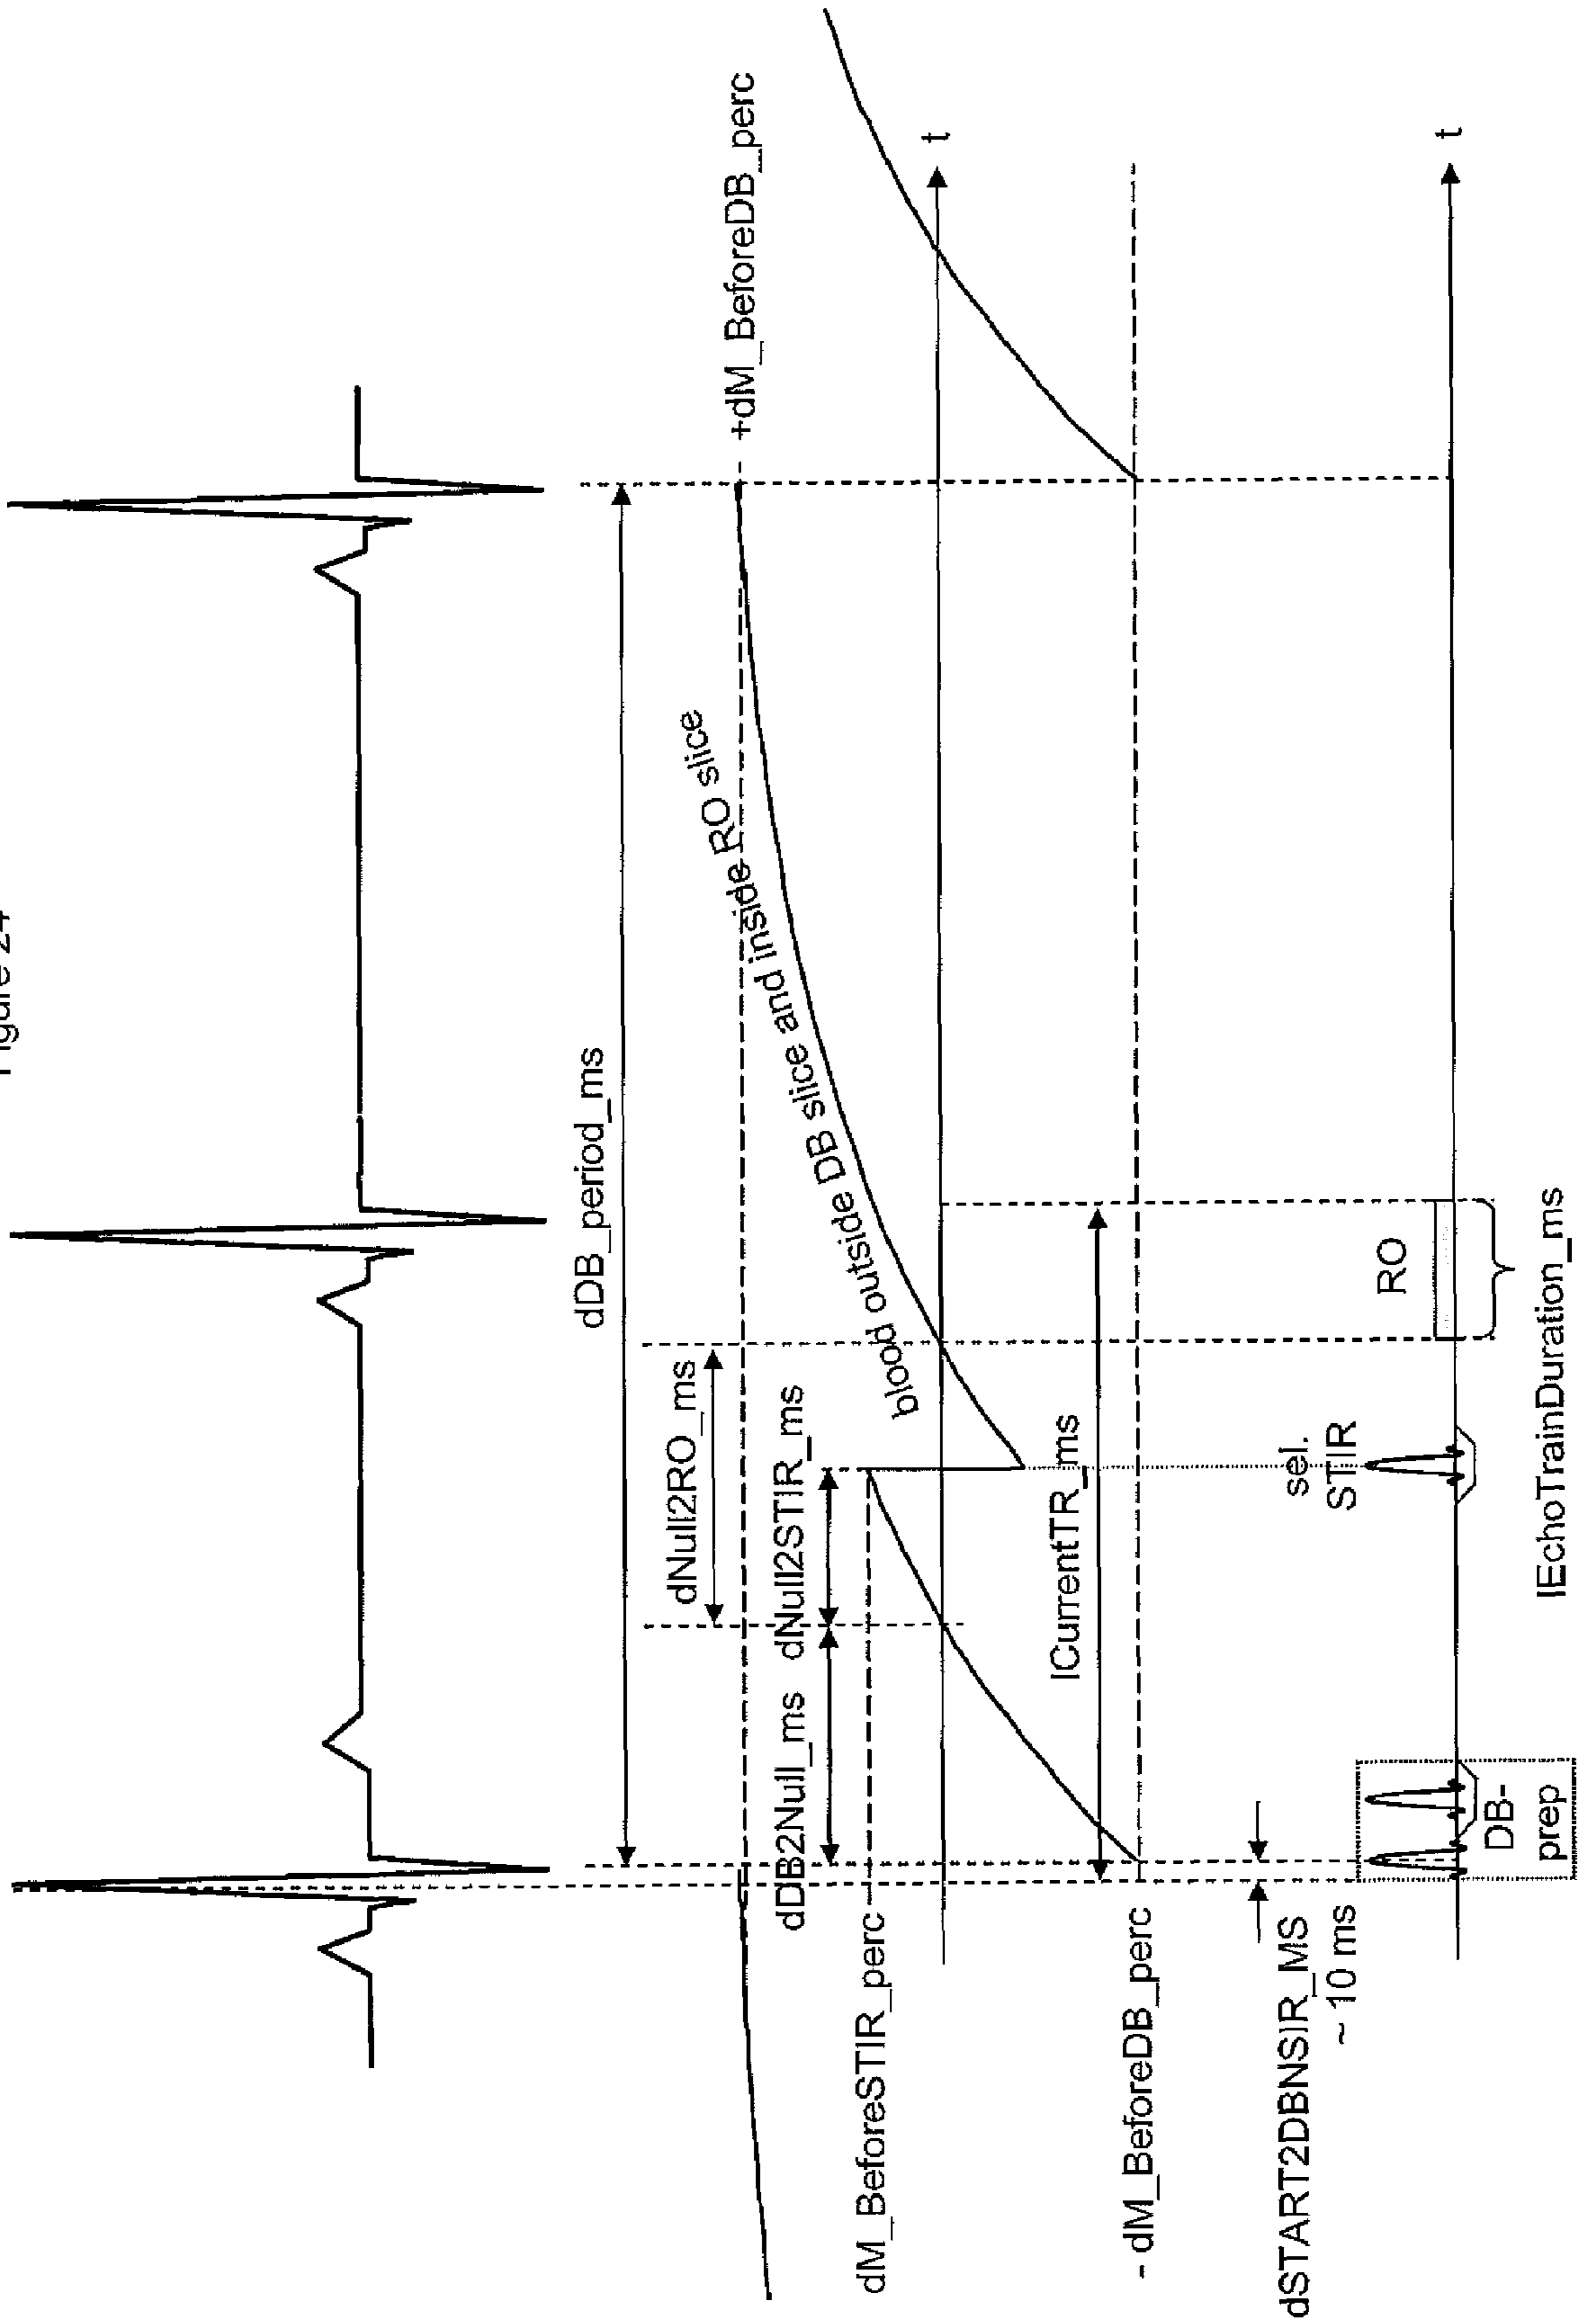 Figure 24
dDB_period_ms
+dM_BeforeDB_perc
dNull2RO_ms
blood outside DB slice and inside RO slice
dDB2Null_ms
dNull2STIR_ms
dM_BeforeSTIR_perc
t
lCurrentTR_ms
- dM_BeforeDB_perc
dSTART2DBNSIR_MS
~ 10 ms
sel.
STIR
RO
t
DB-
prep
lEchoTrainDuration_ms